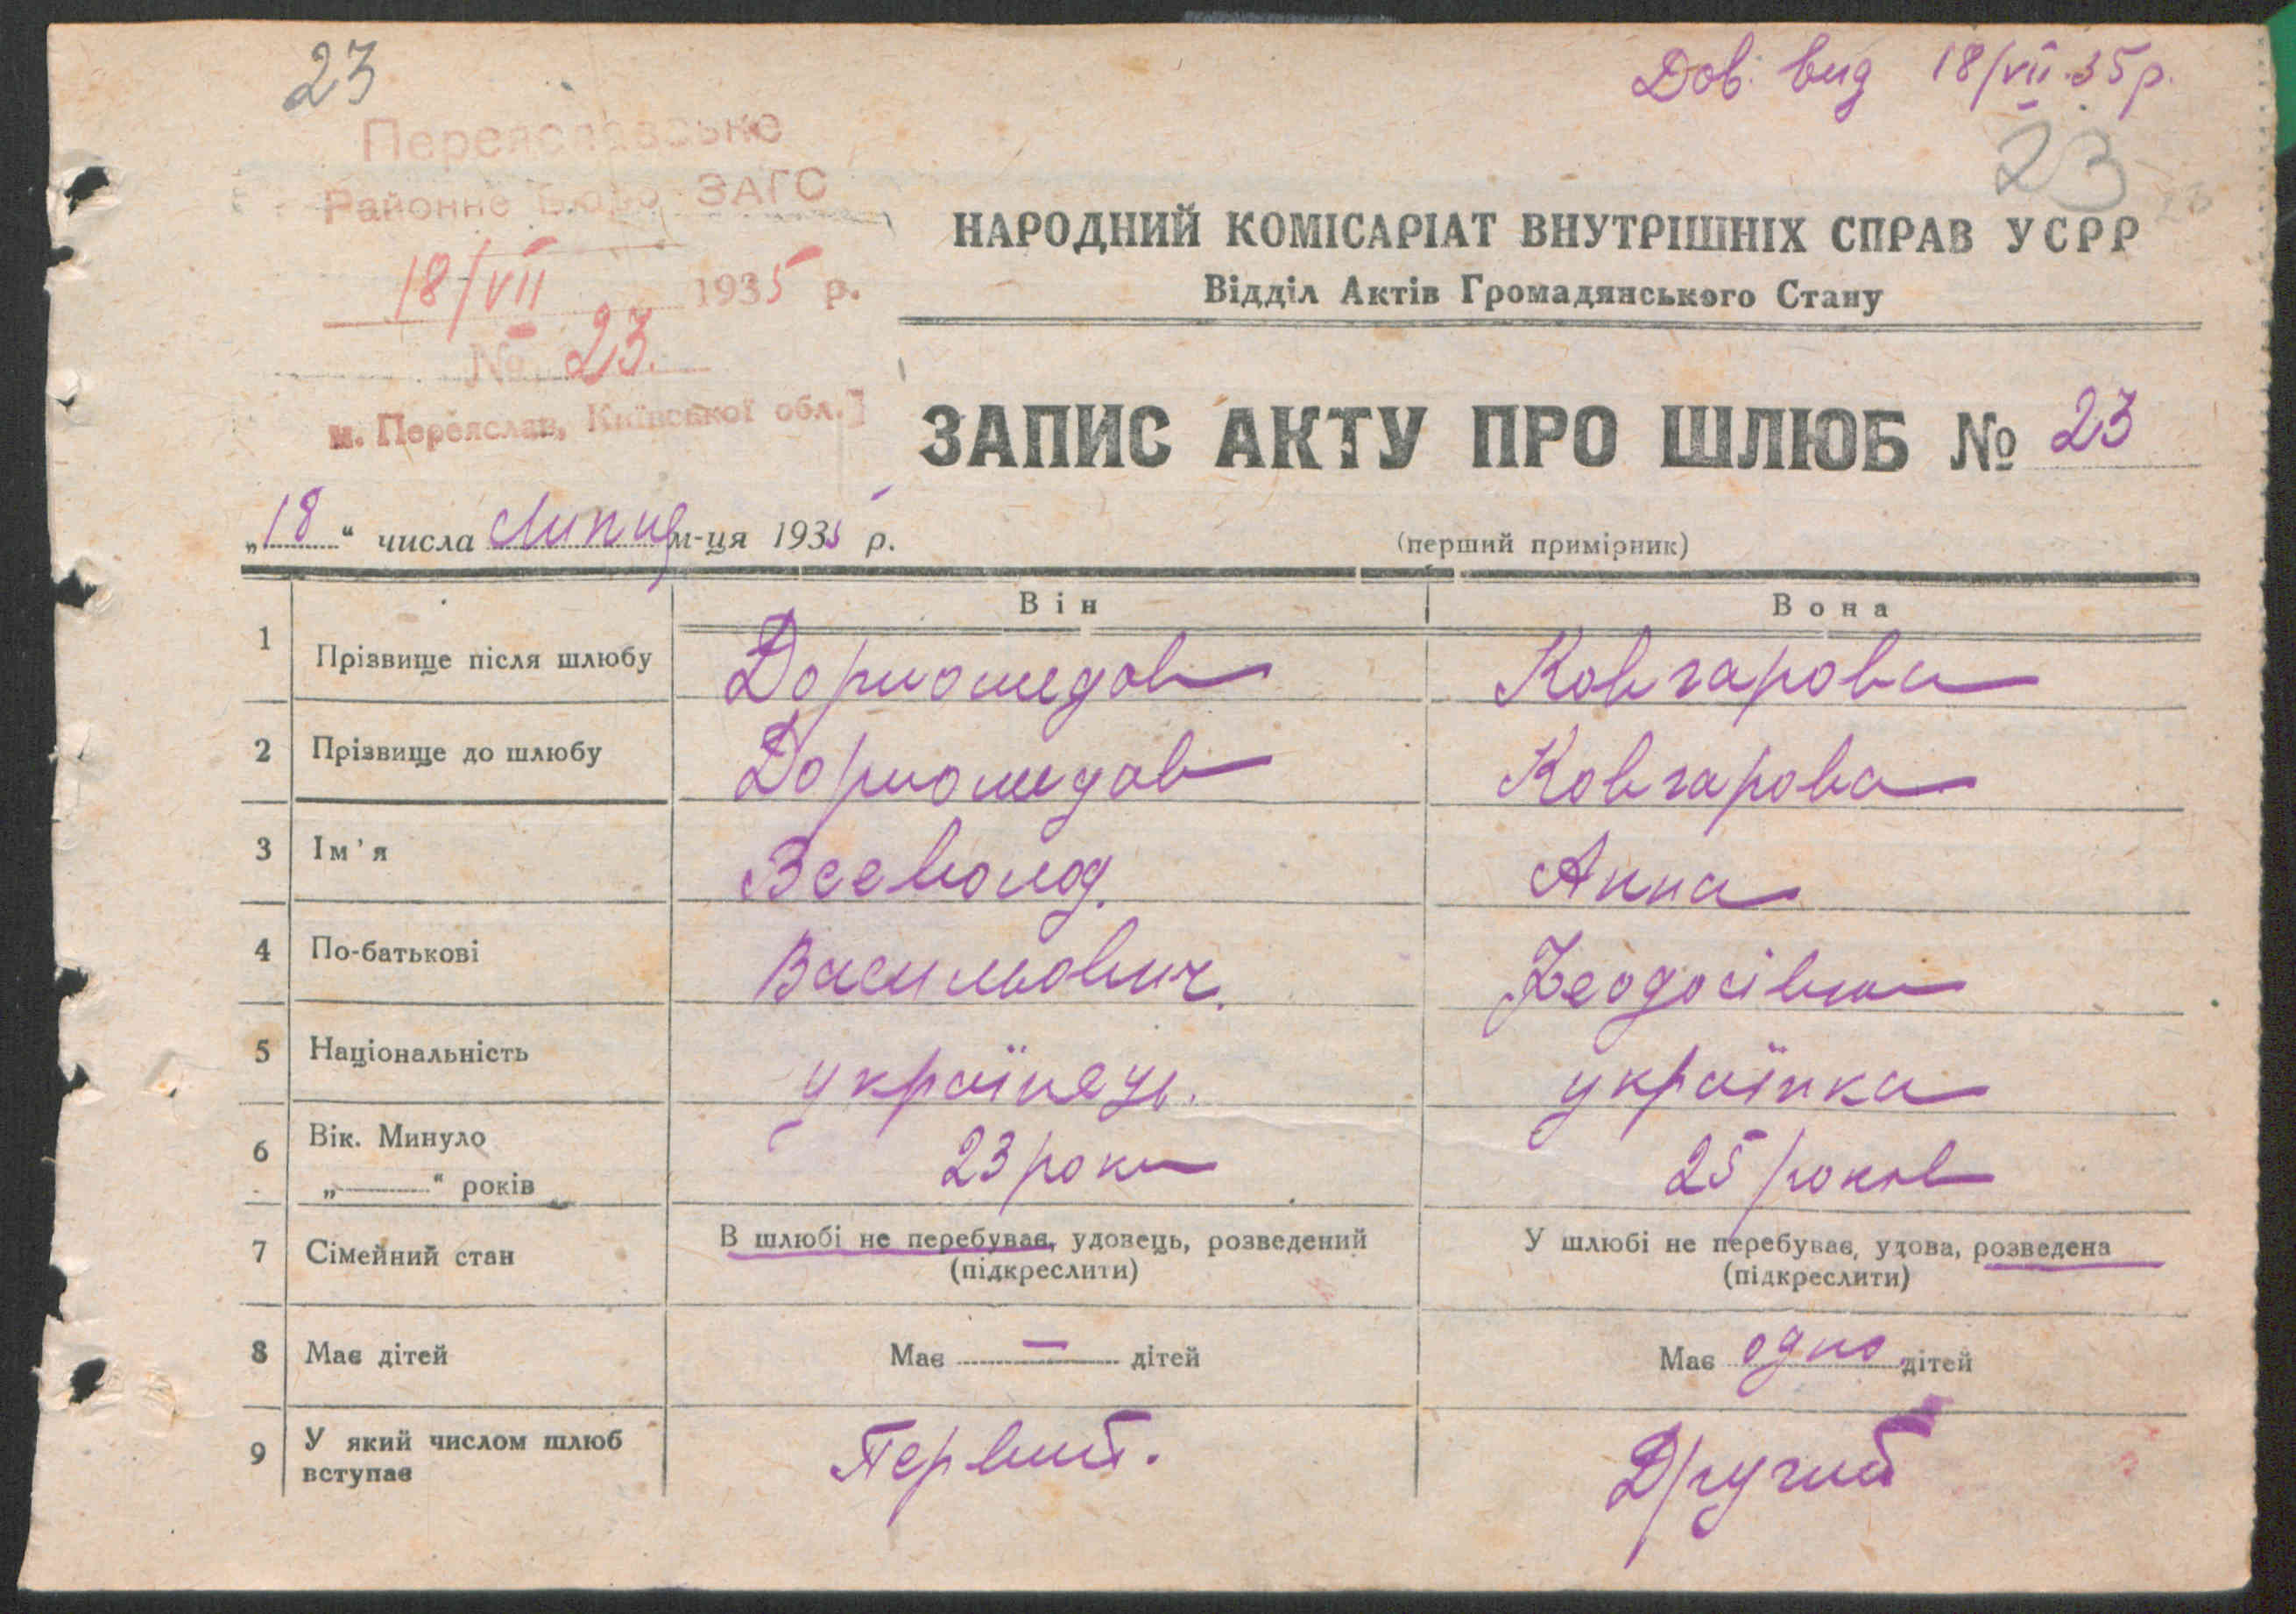 23
Дов. вид 18/VII.35 р.
Переяславське
Районне Бюро ЗАГС
18/VII 1935 р.
№ 23.
м. Переяслав, Київської обл.
23
НАРОДНИЙ КОМІСАРІАТ ВНУТРІШНІХ СПРАВ УСРР
Відділ Актів Громадянського Стану
ЗАПИС АКТУ ПРО ШЛЮБ № 23
„18“ числа Липня м-ця 1935 р.
(перший примірник)
Він Вона
1 Прізвище після шлюбу Дормомедов Ковгарова
2 Прізвище до шлюбу Дормомедов Ковгарова
3 Ім'я Всеволод. Анна
4 По-батькові Васильович. Феодосівна
5 Національність українець. українка
6 Вік. Минуло
„ “ років 23 роки 25 років
7 Сімейний стан В шлюбі не перебуває, удовець, розведений У шлюбі не перебуває, удова, розведена
(підкреслити) (підкреслити)
8 Має дітей Має — дітей Має одно дітей
9 У який числом шлюб вступає Первий. Другий